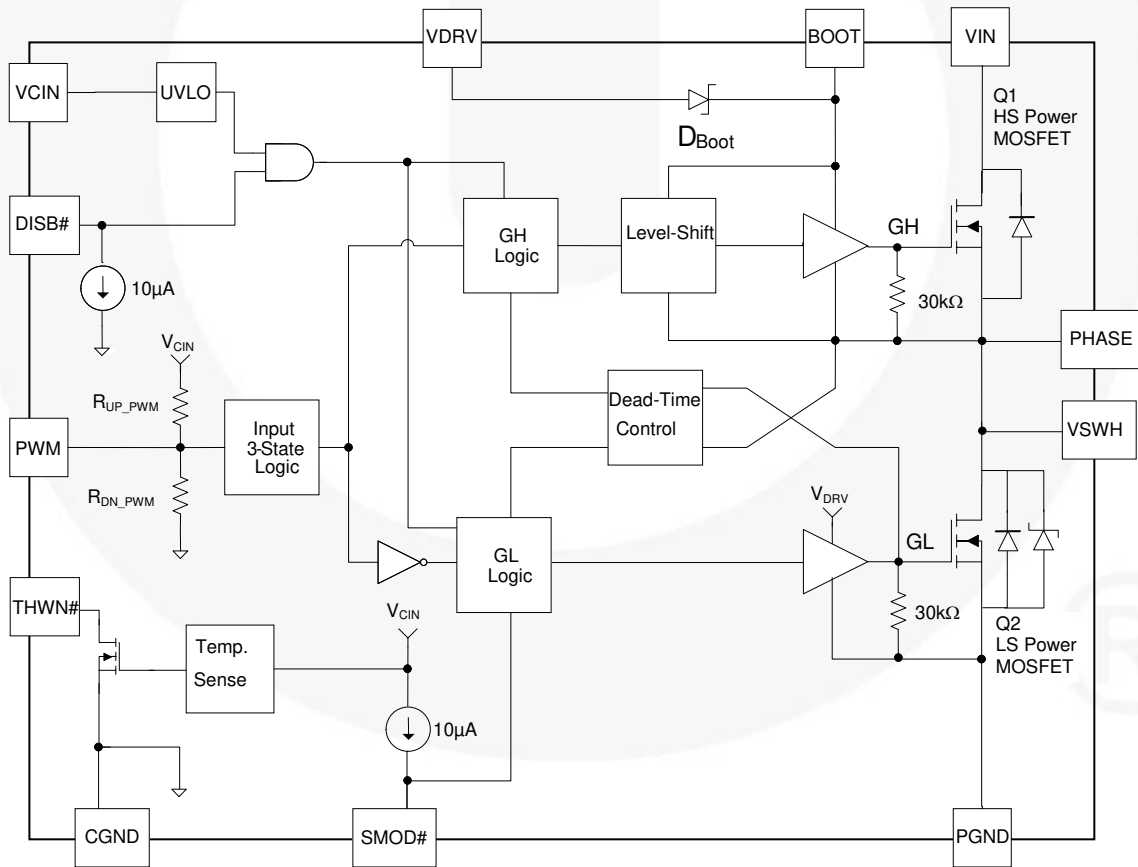 VDRV
BOOT
VIN
VCIN
UVLO
Q1
HS Power
MOSFET
DBoot
DISB#
GH
Logic
Level-Shift
GH
10µA
30kΩ
VCIN
PHASE
RUP_PWM
Dead-Time
Control
PWM
Input
3-State
Logic
VSWH
RDN_PWM
VDRV
GL
Logic
GL
THWN#
VCIN
30kΩ
Temp.
Sense
Q2
LS Power
MOSFET
10µA
CGND
SMOD#
PGND
®